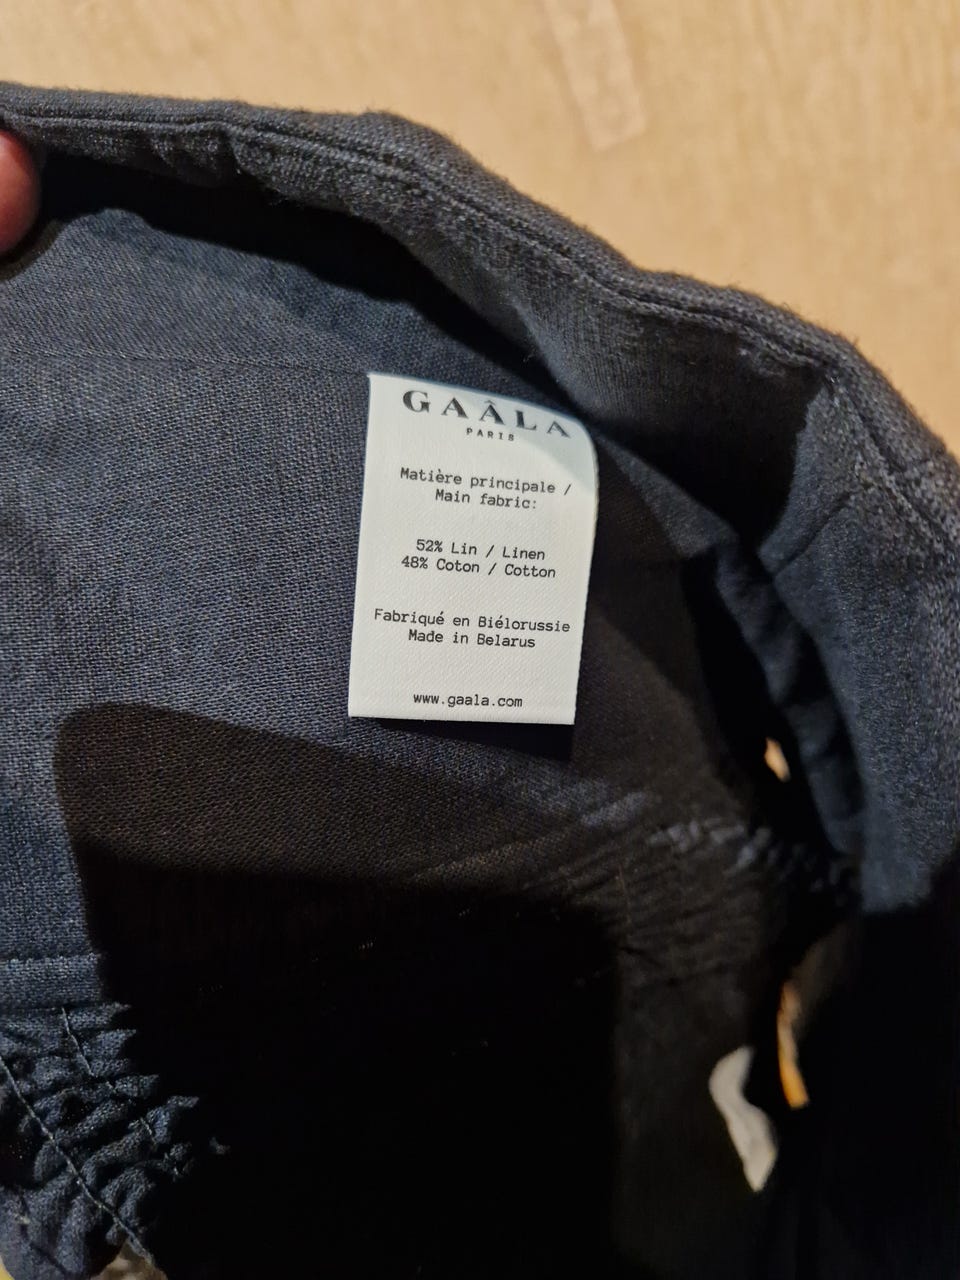 GAÂLA
PARIS
Matière principale /
Main fabric:
52% Lin / Linen
48% Coton / Cotton
Fabriqué en Biélorussie
Made in Belarus
www.gaala.com